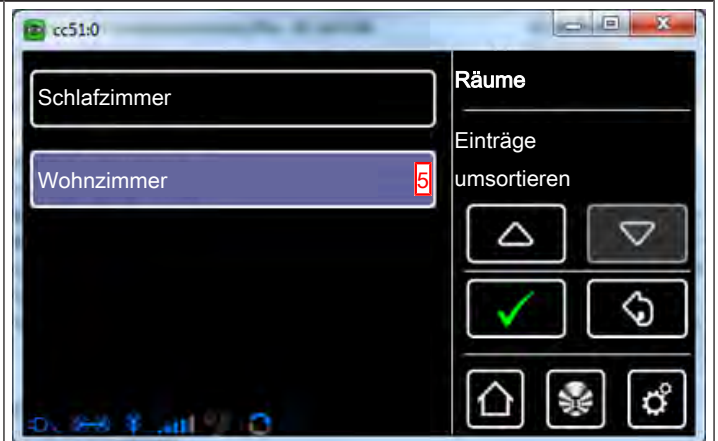 cc51:0
Schlafzimmer
Wohnzimmer 5
Räume
Einträge
umsortieren